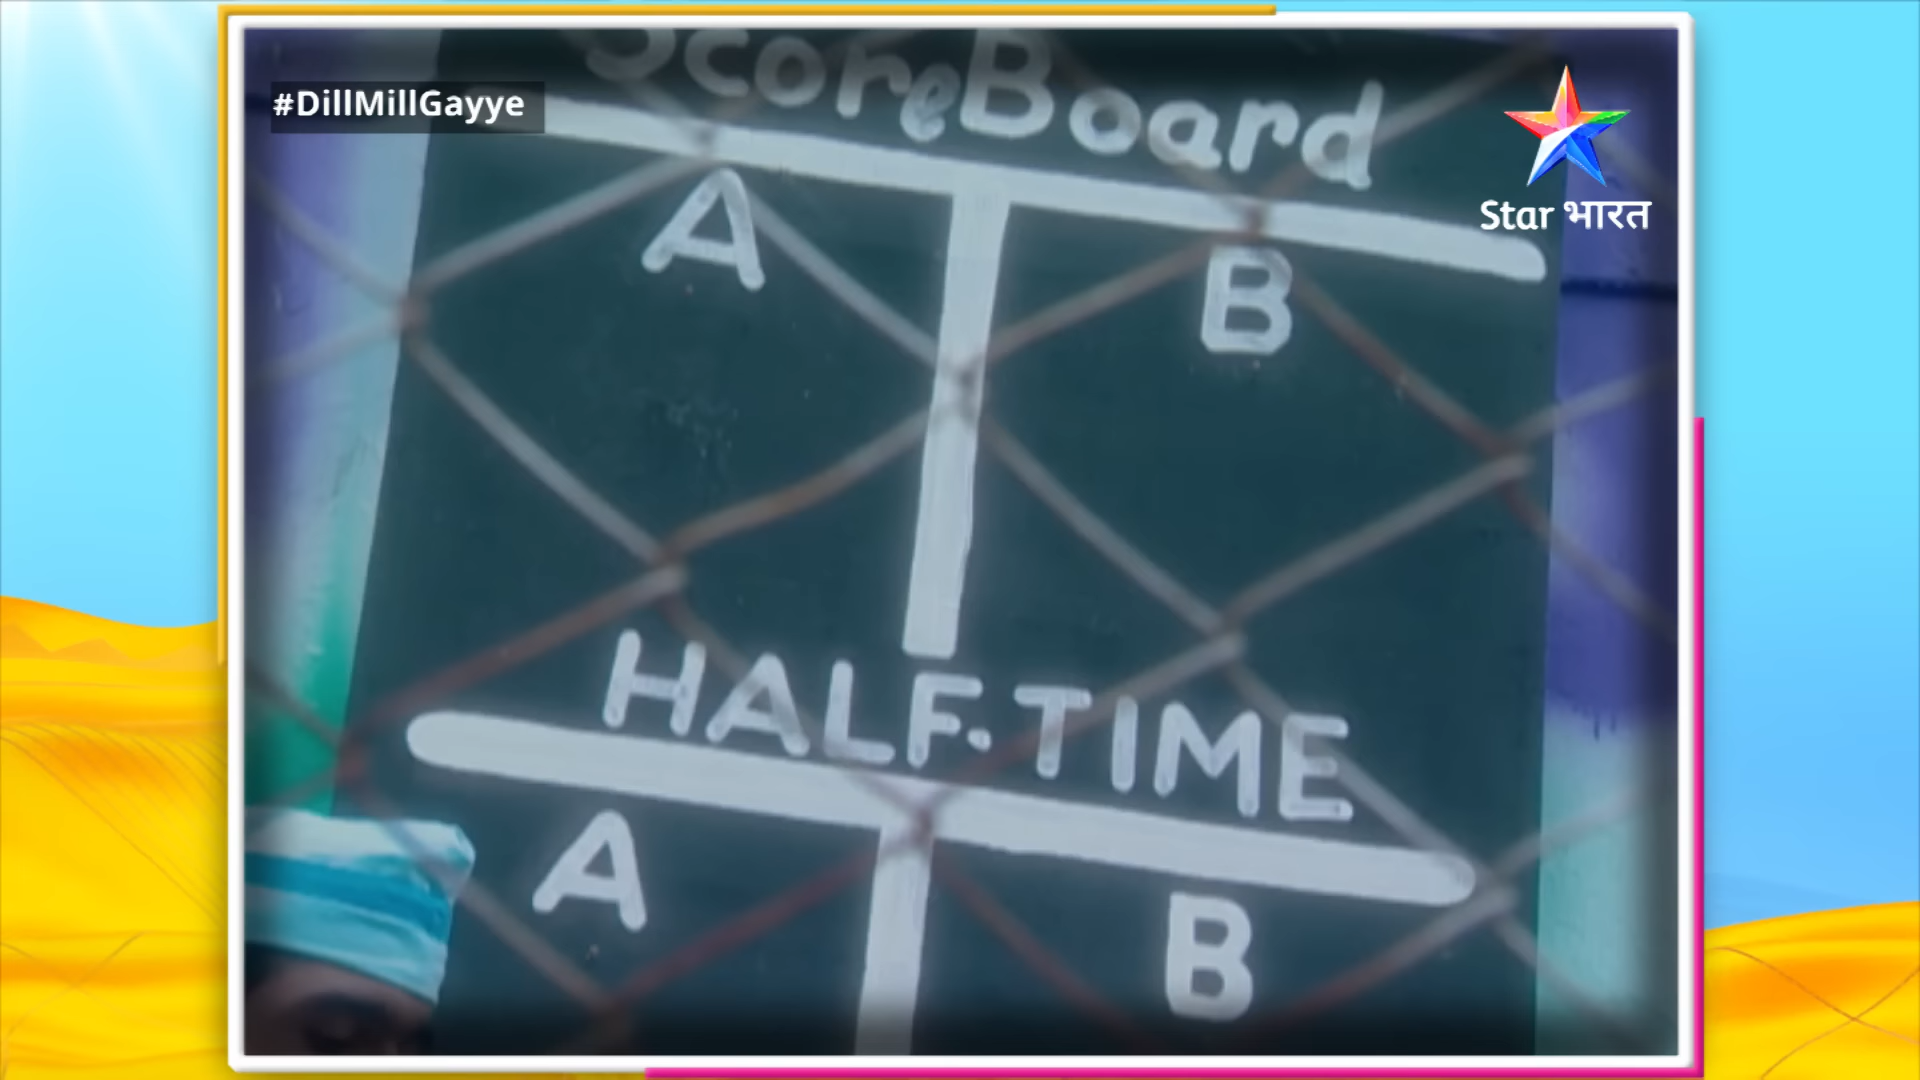 ScoreBoard
#DillMillGayye
Star भारत
A B
HALF-TIME
A B